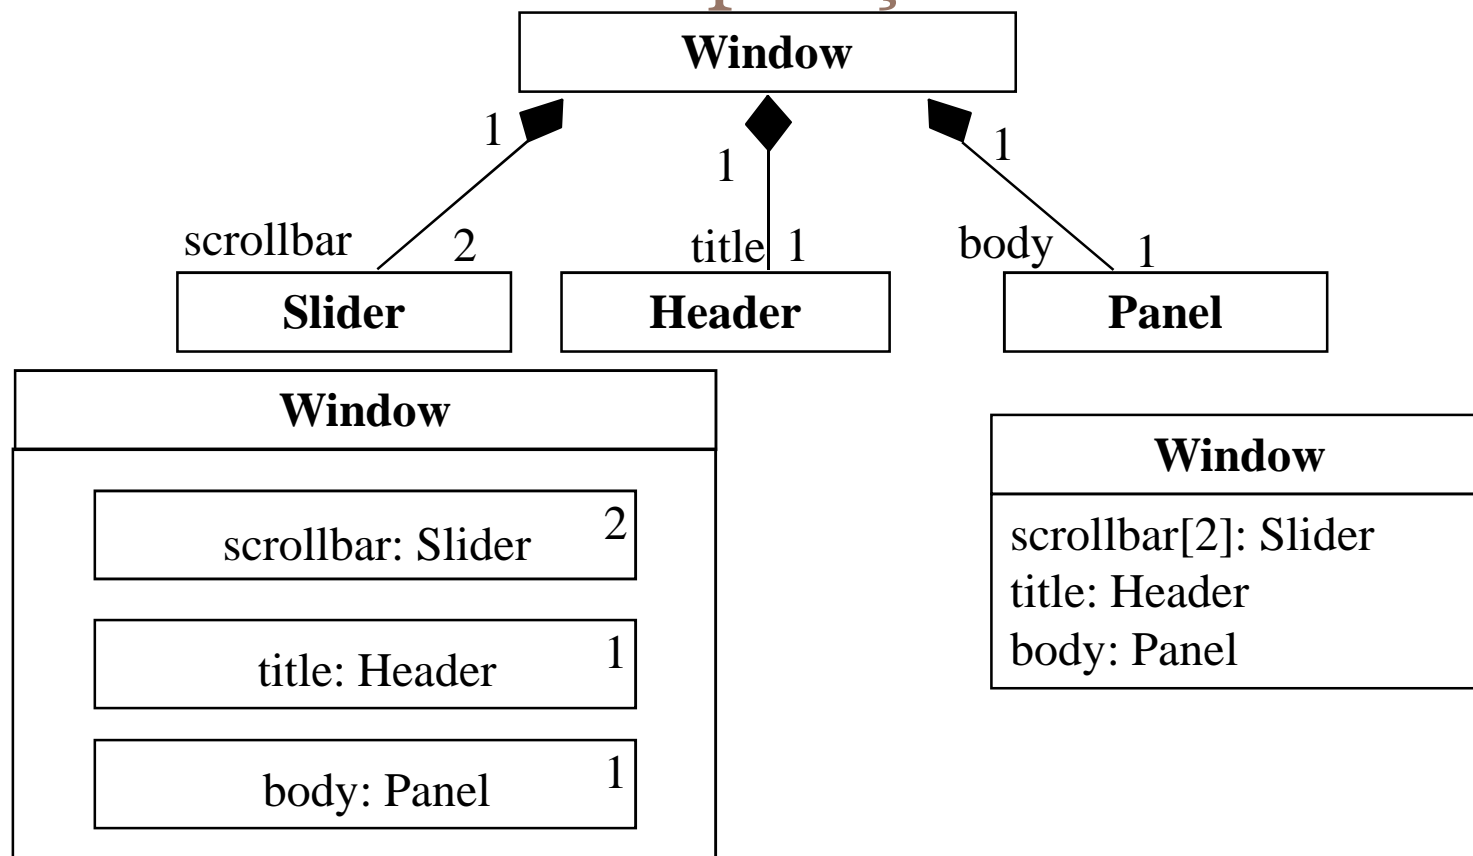 Window
1
1
1
scrollbar
2
title
1
body
1
Slider
Header
Panel
Window
scrollbar: Slider
2
title: Header
1
body: Panel
1
Window
scrollbar[2]: Slider
title: Header
body: Panel